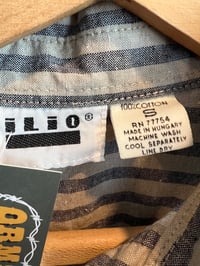 iLiO®
100% COTTON
S
RN 77754
MADE IN HUNGARY
MACHINE WASH
COOL SEPARATELY
LINE DRY